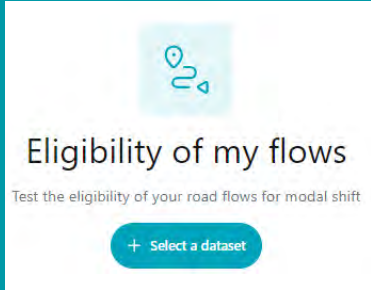 Eligibility of my flows
Test the eligibility of your road flows for modal shift
+ Select a dataset